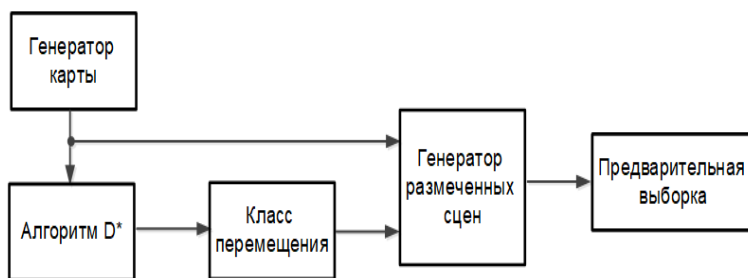 Генератор
карты
Алгоритм D*
Класс
перемещения
Генератор
размеченных
сцен
Предварительная
выборка